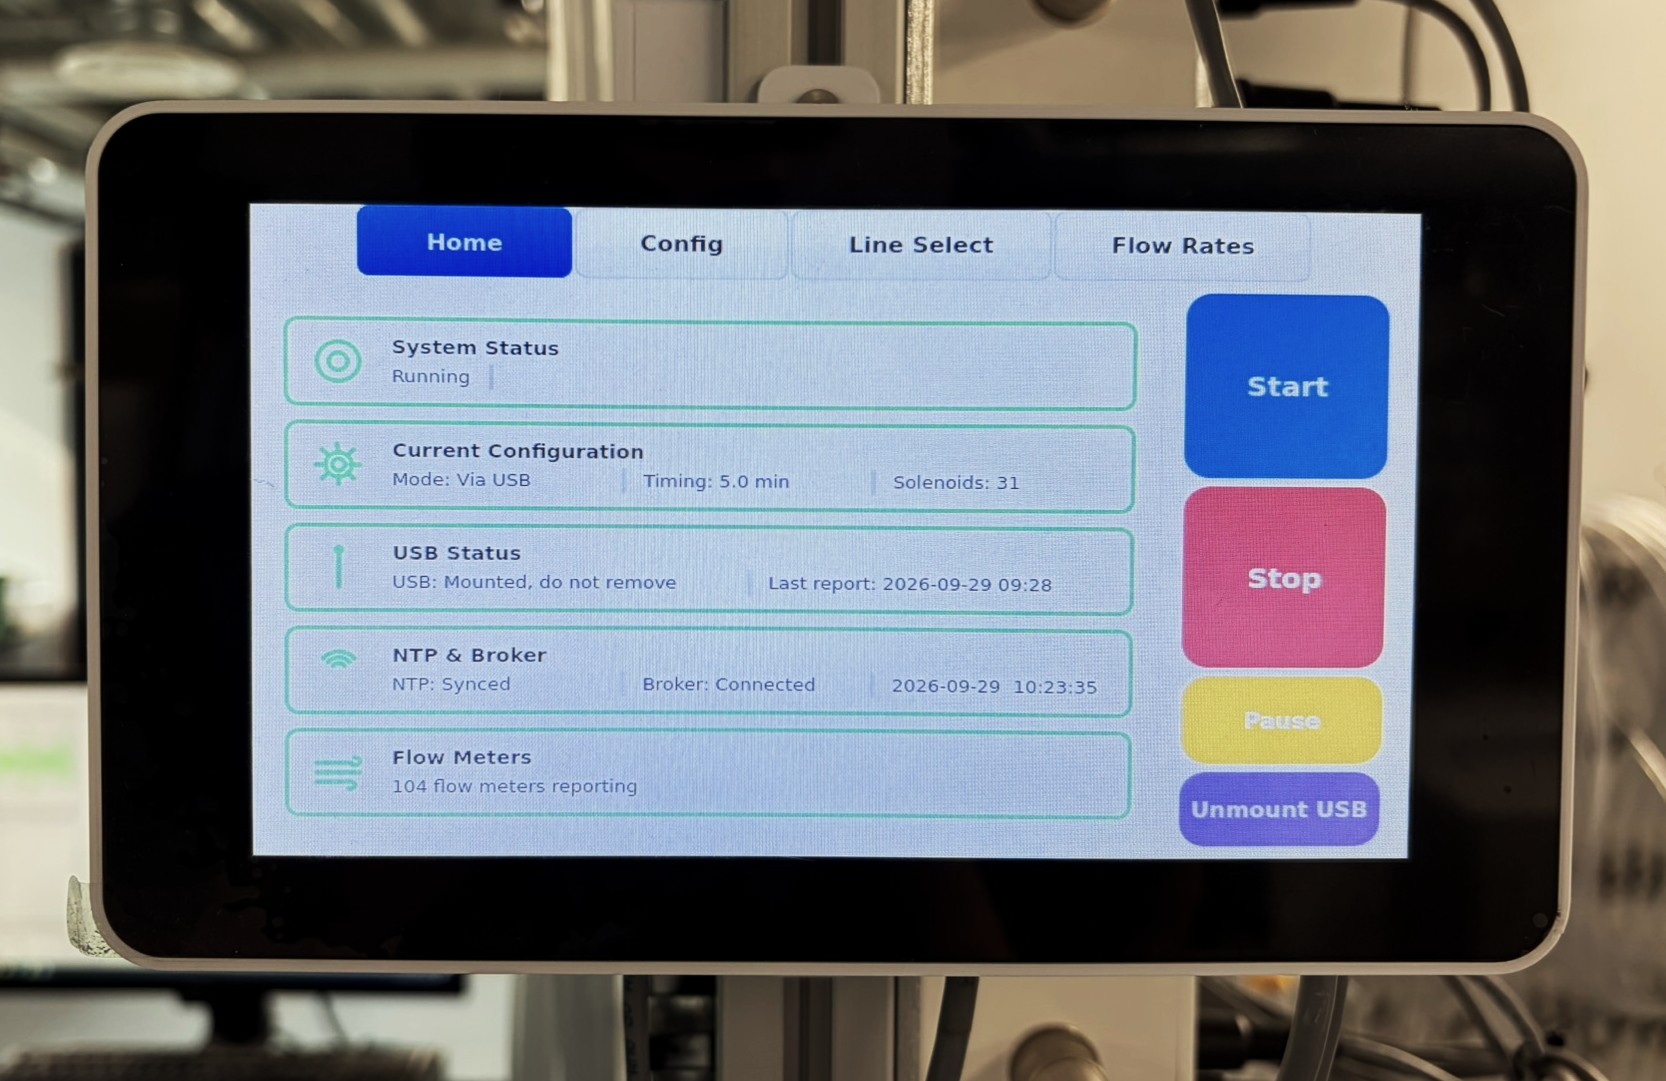 Home Config Line Select Flow Rates
System Status
Running
Current Configuration
Mode: Via USB Timing: 5.0 min Solenoids: 31
USB Status
USB: Mounted, do not remove Last report: 2026-09-29 09:28
NTP & Broker
NTP: Synced Broker: Connected 2026-09-29 10:23:35
Flow Meters
104 flow meters reporting
Start
Stop
Pause
Unmount USB